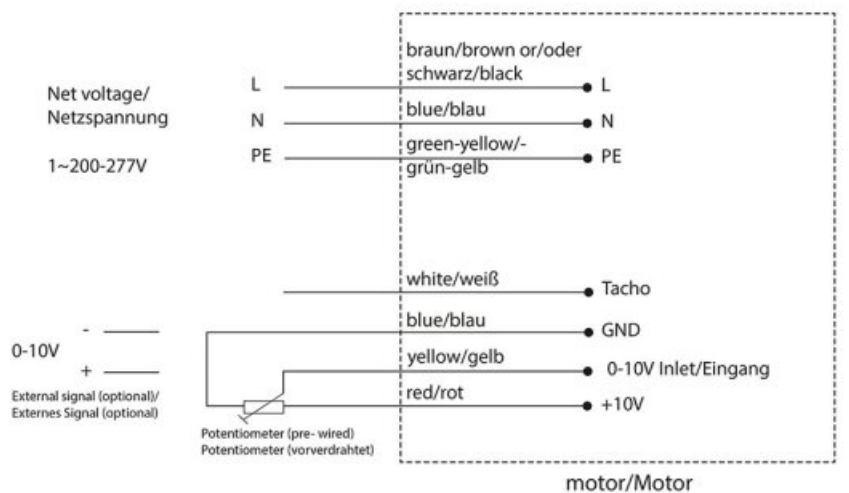 braun/brown or/oder
schwarz/black
L
L
Net voltage/
Netzspannung
1~200-277V
blue/blau
N
N
green-yellow/-
grün-gelb
PE
PE
white/weiß
Tacho
blue/blau
GND
-
0-10V
+
yellow/gelb
0-10V Inlet/Eingang
red/rot
+10V
External signal (optional)/
Externes Signal (optional)
Potentiometer (pre- wired)
Potentiometer (vorverdrahtet)
motor/Motor